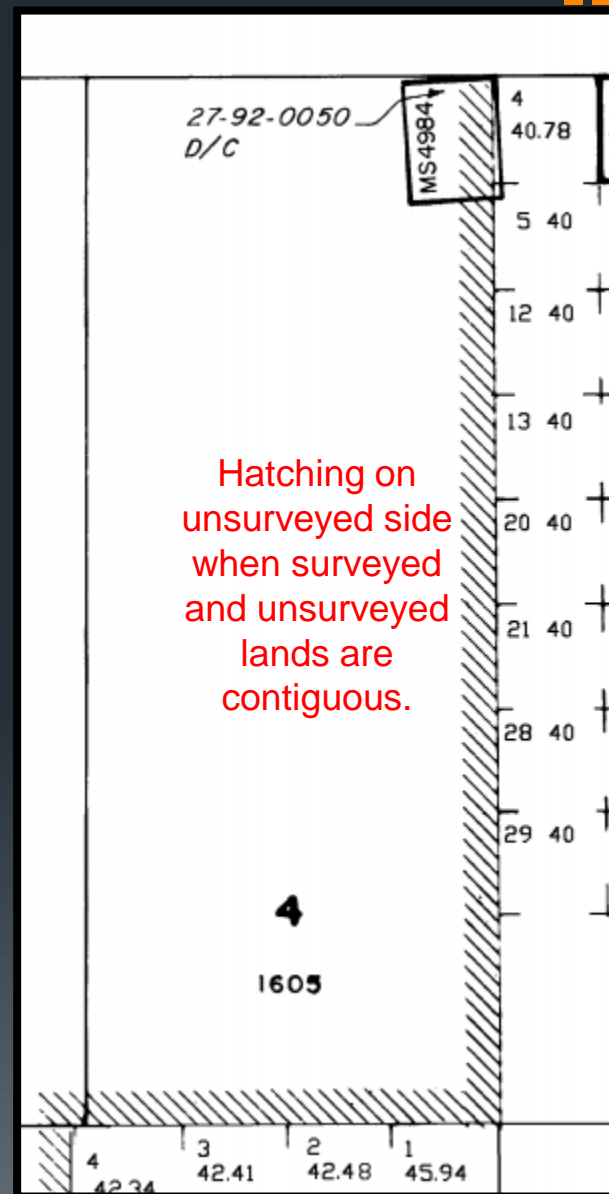 27-92-0050
D/C
MS4984
4
40.78
5 40
12 40
13 40
Hatching on
unsurveyed side
when surveyed
and unsurveyed
lands are
contiguous.
20 40
21 40
28 40
29 40
4
1605
4
42.34
3
42.41
2
42.48
1
45.94